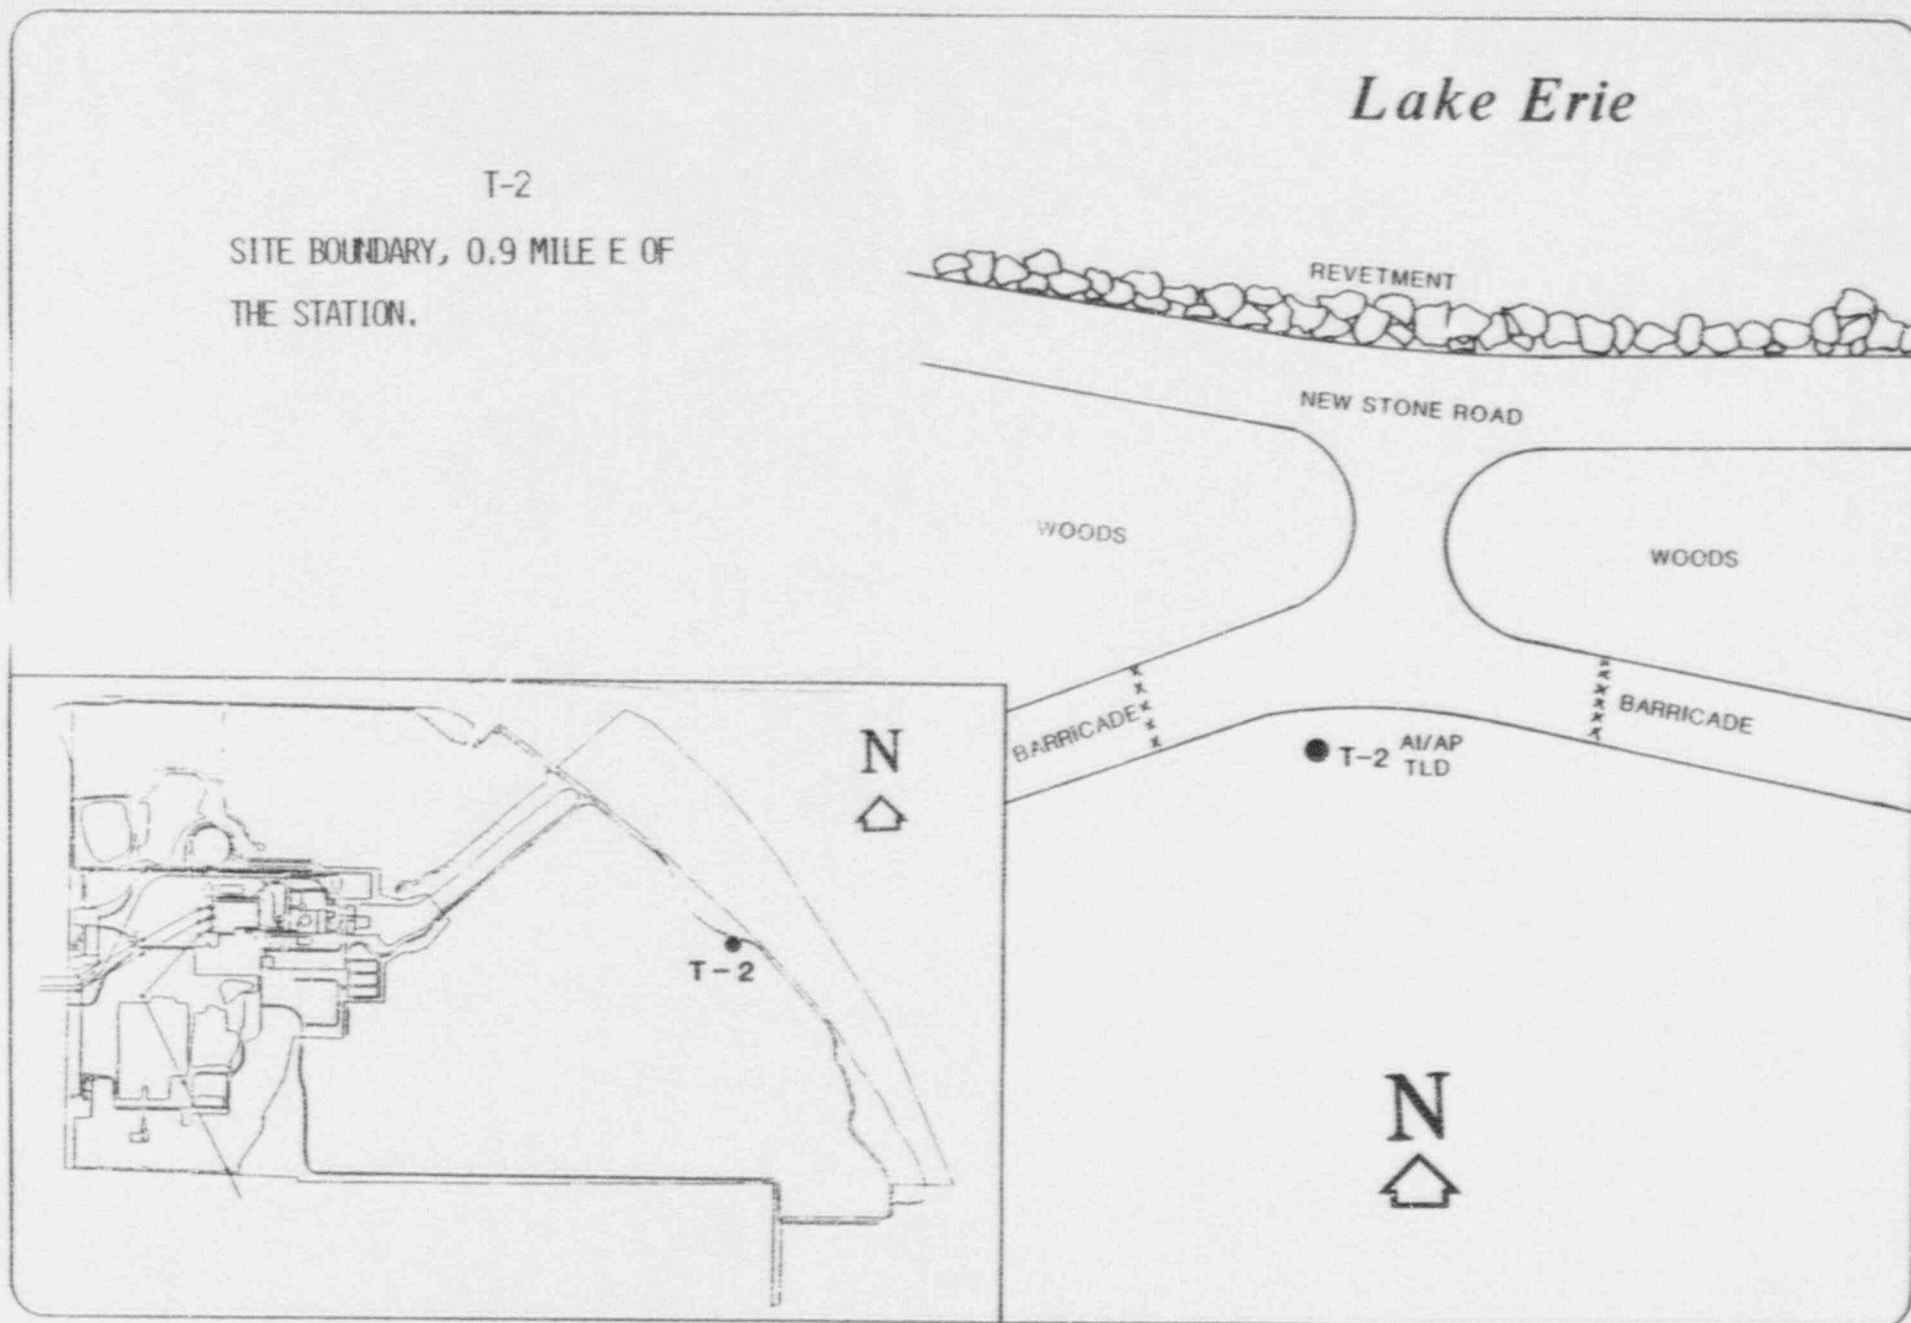 Lake Erie
T-2
SITE BOUNDARY, 0.9 MILE E OF
THE STATION.
REVETMENT
NEW STONE ROAD
WOODS
WOODS
BARRICADE
BARRICADE
T-2 AI/AP
TLD
N
T-2
N